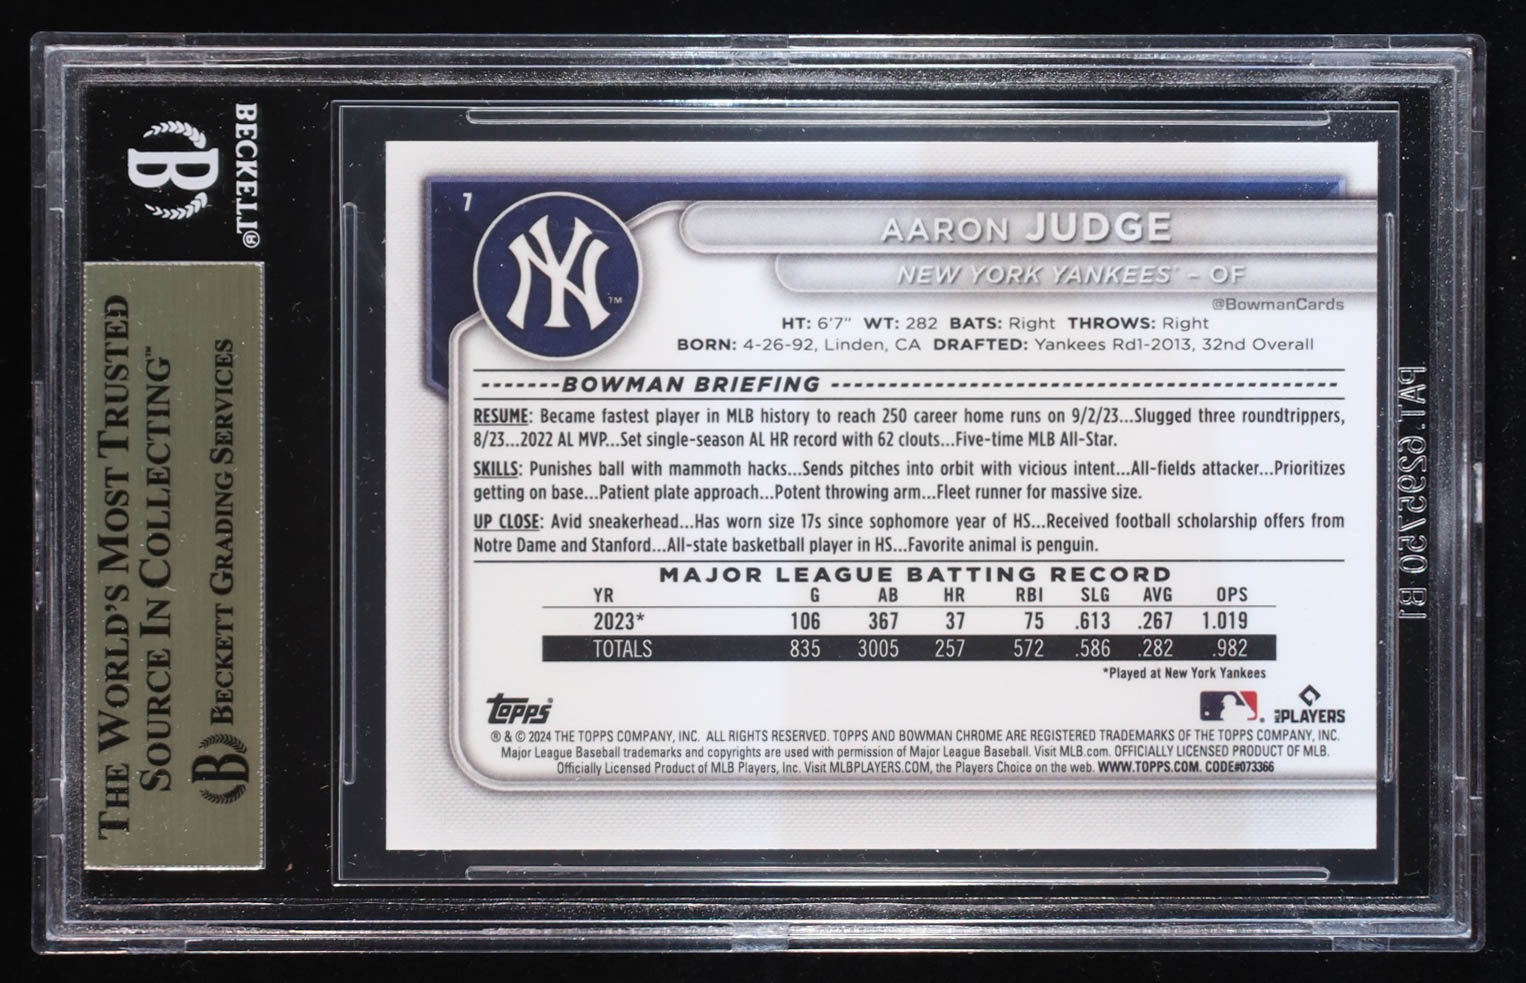 BECKETT®
B
THE WORLD'S MOST TRUSTED
SOURCE IN COLLECTING™
B BECKETT GRADING SERVICES
7
NY
™
AARON JUDGE
NEW YORK YANKEES® – OF
@BowmanCards
HT: 6'7" WT: 282 BATS: Right THROWS: Right
BORN: 4-26-92, Linden, CA DRAFTED: Yankees Rd1-2013, 32nd Overall
BOWMAN BRIEFING
RESUME: Became fastest player in MLB history to reach 250 career home runs on 9/2/23...Slugged three roundtrippers,
8/23...2022 AL MVP...Set single-season AL HR record with 62 clouts...Five-time MLB All-Star.
SKILLS: Punishes ball with mammoth hacks...Sends pitches into orbit with vicious intent...All-fields attacker...Prioritizes
getting on base...Patient plate approach...Potent throwing arm...Fleet runner for massive size.
UP CLOSE: Avid sneakerhead...Has worn size 17s since sophomore year of HS...Received football scholarship offers from
Notre Dame and Stanford...All-state basketball player in HS...Favorite animal is penguin.
MAJOR LEAGUE BATTING RECORD
YR G AB HR RBI SLG AVG OPS
2023* 106 367 37 75 .613 .267 1.019
TOTALS 835 3005 257 572 .586 .282 .982
*Played at New York Yankees
Topps®
PLAYERS
® & © 2024 THE TOPPS COMPANY, INC. ALL RIGHTS RESERVED. TOPPS AND BOWMAN CHROME ARE REGISTERED TRADEMARKS OF THE TOPPS COMPANY, INC.
Major League Baseball trademarks and copyrights are used with permission of Major League Baseball. Visit MLB.com. OFFICIALLY LICENSED PRODUCT OF MLB.
Officially Licensed Product of MLB Players, Inc. Visit MLBPLAYERS.COM, the Players Choice on the web. WWW.TOPPS.COM. CODE#073366